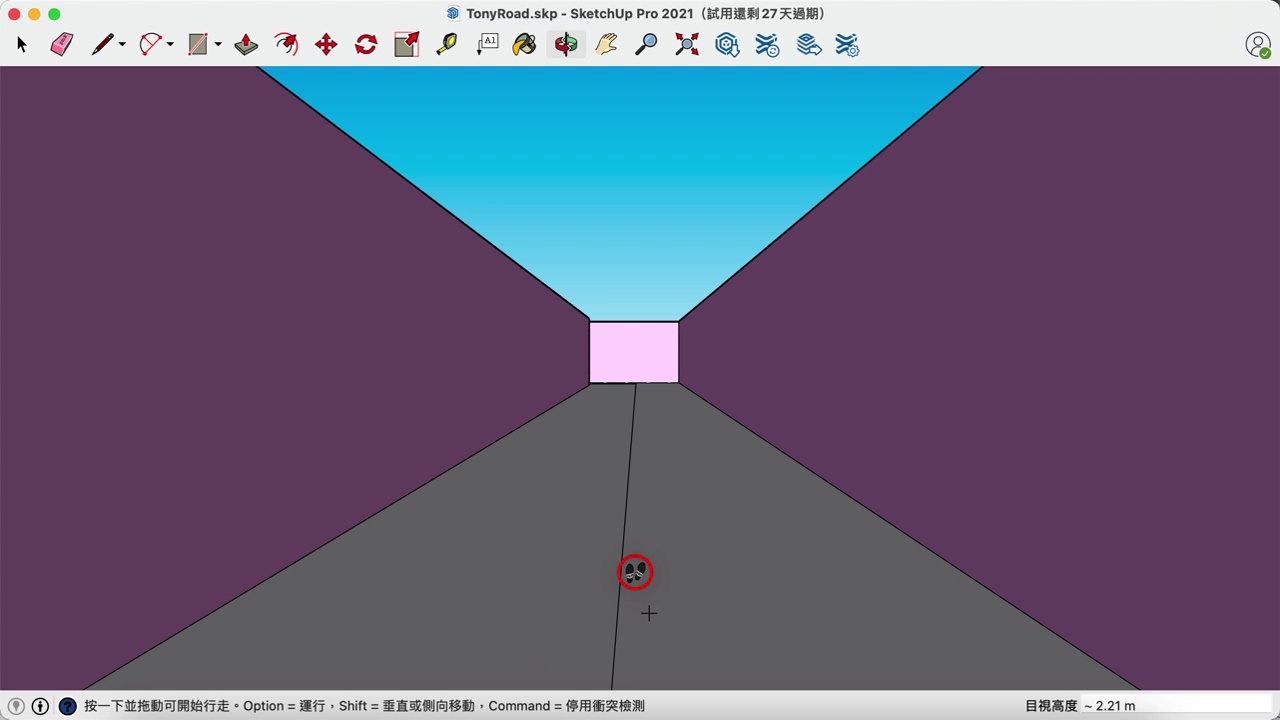 TonyRoad.skp - SketchUp Pro 2021（試用還剩 27 天過期）
A1
按一下並拖動可開始行走。Option = 運行，Shift = 垂直或側向移動，Command = 停用衝突檢測
目視高度 ~ 2.21 m